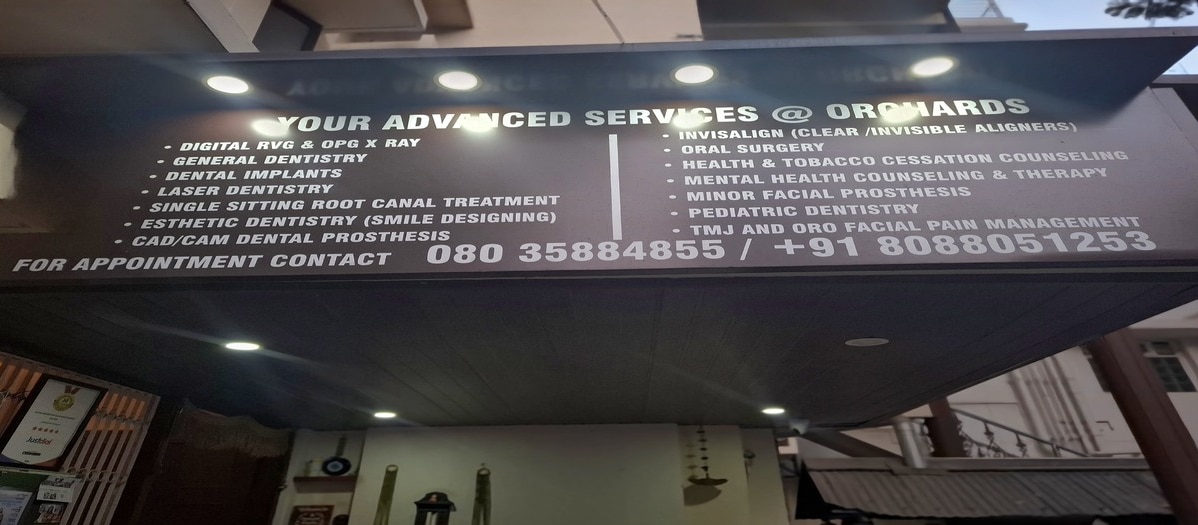 YOUR ADVANCED SERVICES @ ORCHARDS
• DIGITAL RVG & OPG X RAY
• GENERAL DENTISTRY
• DENTAL IMPLANTS
• LASER DENTISTRY
• SINGLE SITTING ROOT CANAL TREATMENT
• ESTHETIC DENTISTRY (SMILE DESIGNING)
• CAD/CAM DENTAL PROSTHESIS
• INVISALIGN (CLEAR /INVISIBLE ALIGNERS)
• ORAL SURGERY
• HEALTH & TOBACCO CESSATION COUNSELING
• MENTAL HEALTH COUNSELING & THERAPY
• MINOR FACIAL PROSTHESIS
• PEDIATRIC DENTISTRY
• TMJ AND ORO FACIAL PAIN MANAGEMENT
FOR APPOINTMENT CONTACT 080 35884855 / +91 8088051253
Justdial